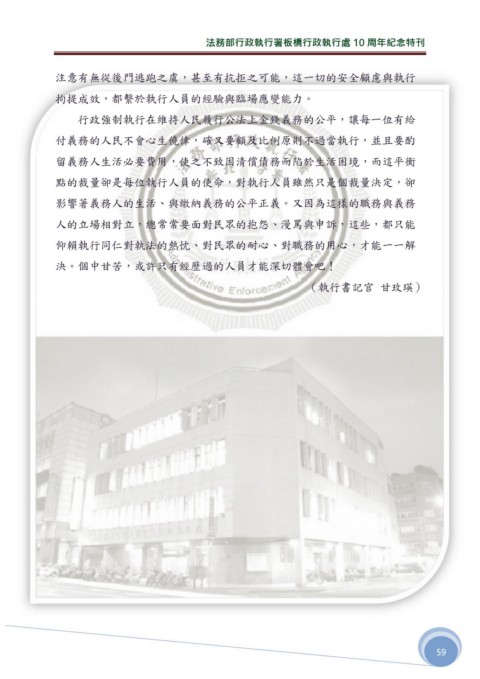 法務部行政執行署板橋行政執行處 10 周年紀念特刊
注意有無從後門逃跑之虞，甚至有抗拒之可能，這一切的安全顧慮與執行
拘提成效，都繫於執行人員的經驗與臨場應變能力。
行政強制執行在維持人民履行公法上金錢義務的公平，讓每一位有給
付義務的人民不會心生僥倖，確又要顧及比例原則不過當執行，並且要酌
留義務人生活必要費用，使之不致因清償債務而陷於生活困境，而這平衡
點的裁量卻是每位執行人員的使命，對執行人員雖然只是個裁量決定，卻
影響著義務人的生活、與繳納義務的公平正義。又因為這樣的職務與義務
人的立場相對立，總常常要面對民眾的抱怨、漫罵與申訴，這些，都只能
仰賴執行同仁對執法的熱忱、對民眾的耐心、對職務的用心，才能一一解
決。個中甘苦，或許只有經歷過的人員才能深切體會吧！
Administrative Enforcement
（執行書記官 甘玫瑛）
59